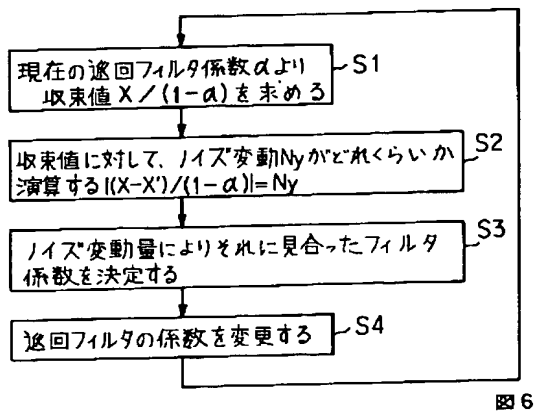 現在の巡回フィルタ係数αより
収束値X/(1-α)を求める
S1
収束値に対して、ノイズ変動Nyがどれくらいか
演算する|(X-X')/(1-α)|=Ny
S2
ノイズ変動量によりそれに見合ったフィルタ
係数を決定する
S3
巡回フィルタの係数を変更する
S4
図6